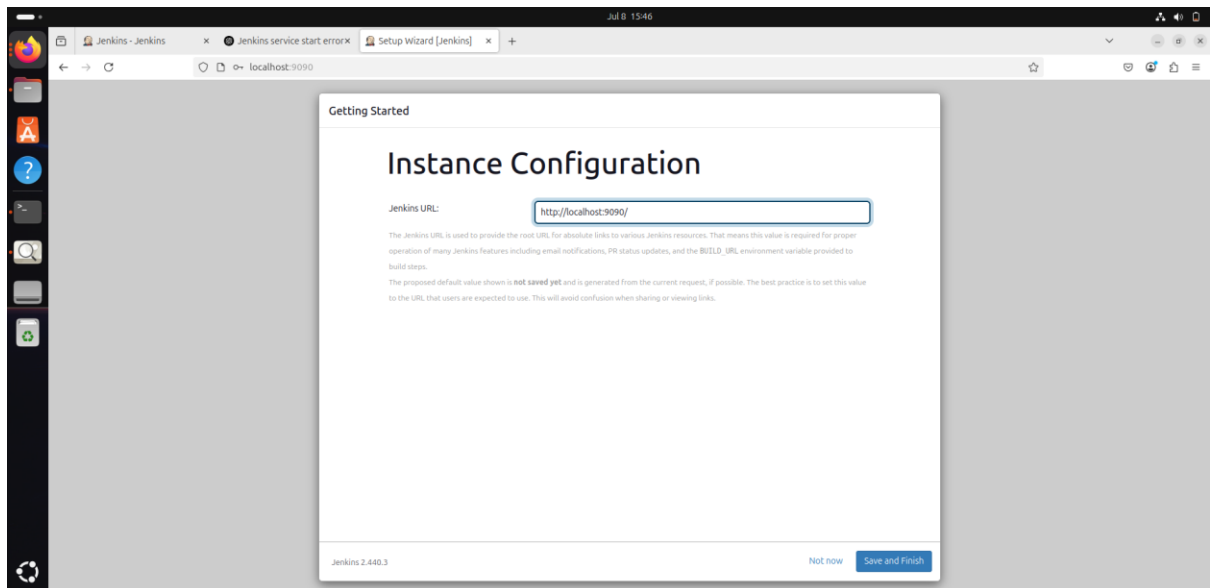 Jul 8 15:46
Jenkins - Jenkins
Jenkins service start error
Setup Wizard [Jenkins]
localhost:9090
Getting Started
Instance Configuration
Jenkins URL:
http://localhost:9090/
The Jenkins URL is used to provide the root URL for absolute links to various Jenkins resources. That means this value is required for proper
operation of many Jenkins features including email notifications, PR status updates, and the BUILD_URL environment variable provided to
build steps.
The proposed default value shown is not saved yet and is generated from the current request, if possible. The best practice is to set this value
to the URL that users are expected to use. This will avoid confusion when sharing or viewing links.
Jenkins 2.440.3
Not now
Save and Finish